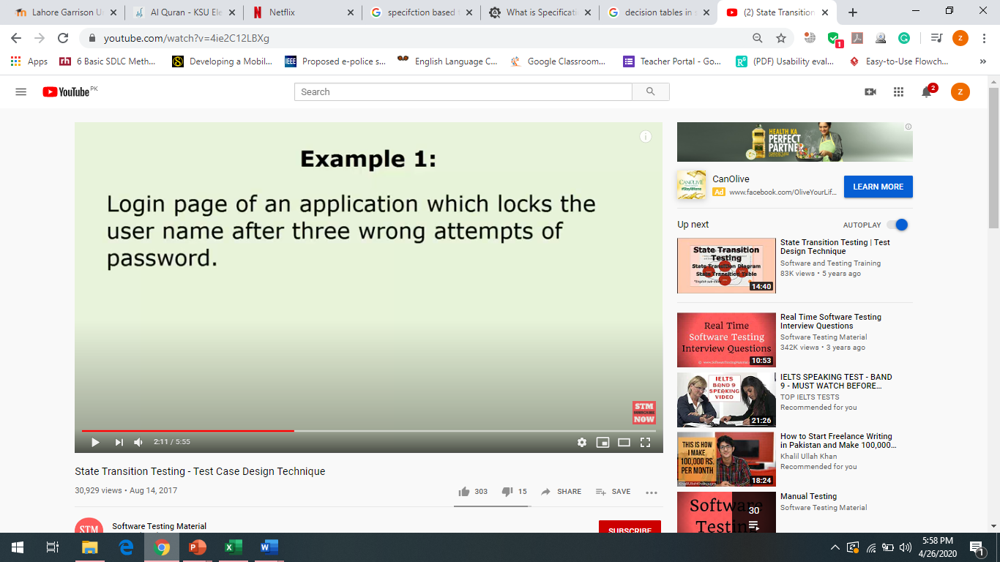 Lahore Garrison Un
Al Quran - KSU Ele
Netflix
specifction based t
What is Specificati
decision tables in s
(2) State Transition
youtube.com/watch?v=4ie2C12LBXg
1
z
Apps
6 Basic SDLC Meth...
Developing a Mobil...
IEEE
Proposed e-police s...
English Language C...
Google Classroom...
Teacher Portal - Go...
(PDF) Usability eval...
Easy-to-Use Flowch...
»
YouTube PK
Search
2
z
Example 1:
Login page of an application which locks the
user name after three wrong attempts of
password.
STM
SUBSCRIBE
NOW
2:11 / 5:55
State Transition Testing - Test Case Design Technique
30,929 views • Aug 14, 2017
303
15
SHARE
SAVE
STM
Software Testing Material
SUBSCRIBE
HEALTH KA
PERFECT
PARTNER
CANOLIVE
CanOlive
Ad
www.facebook.com/OliveYourLif...
LEARN MORE
Up next
AUTOPLAY
State Transition
Testing
State Transition Diagram
State Transition Table
14:40
State Transition Testing | Test
Design Technique
Software and Testing Training
83K views • 5 years ago
Real Time
Software Testing
Interview Questions
10:53
Real Time Software Testing
Interview Questions
Software Testing Material
342K views • 3 years ago
IELTS
BAND 9
SPEAKING
VIDEO
21:26
IELTS SPEAKING TEST - BAND
9 - MUST WATCH BEFORE...
TOP IELTS TESTS
Recommended for you
THIS IS HOW
I MAKE
100,000 RS.
PER MONTH
18:24
How to Start Freelance Writing
in Pakistan and Make 100,000...
Khalil Ullah Khan
Recommended for you
Software
Testing
30
Manual Testing
Software Testing Material
5:58 PM
4/26/2020
1